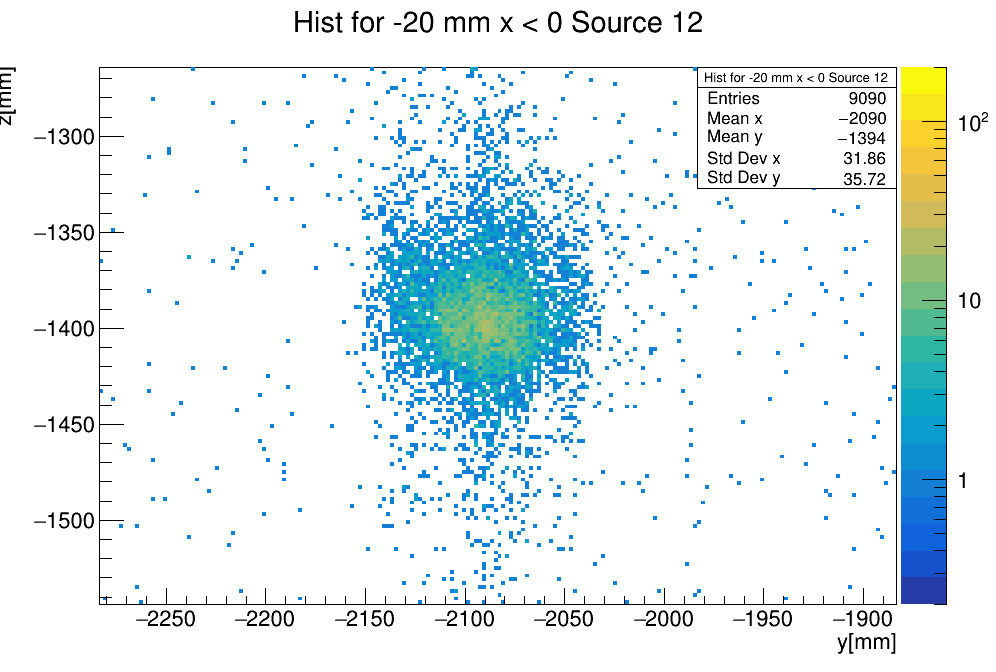 Hist for -20 mm x < 0 Source 12
z[mm]
Hist for -20 mm x < 0 Source 12
Entries 9090
Mean x −2090
Mean y −1394
Std Dev x 31.86
Std Dev y 35.72
−1300
−1350
−1400
−1450
−1500
10²
10
1
−2250 −2200 −2150 −2100 −2050 −2000 −1950 −1900
y[mm]